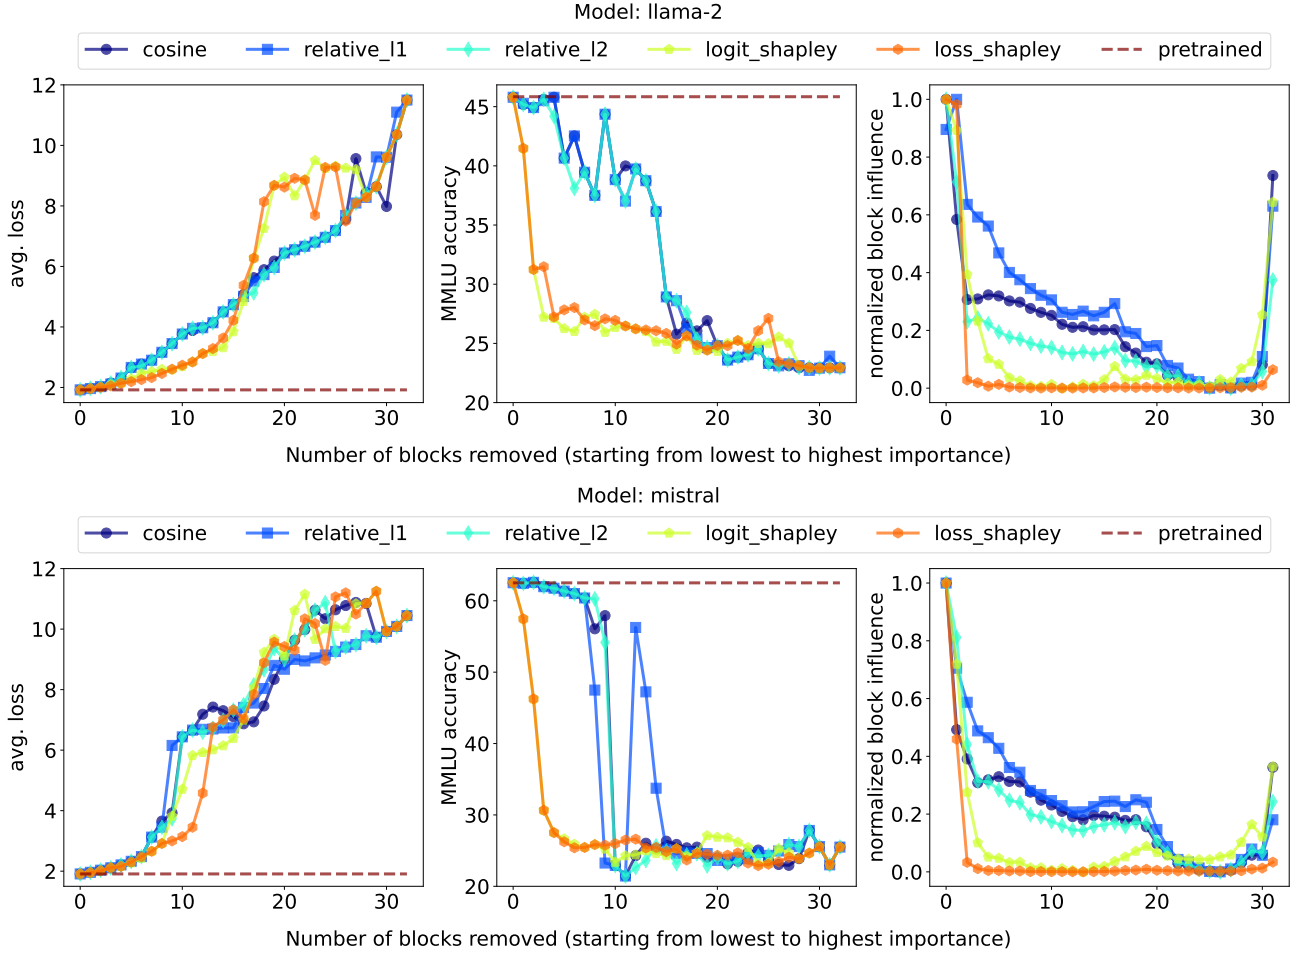 Model: llama-2
cosine relative_l1 relative_l2 logit_shapley loss_shapley pretrained
avg. loss
12
10
8
6
4
2
0 10 20 30
MMLU accuracy
45
40
35
30
25
20
0 10 20 30
normalized block influence
1.0
0.8
0.6
0.4
0.2
0.0
0 10 20 30
Number of blocks removed (starting from lowest to highest importance)
Model: mistral
cosine relative_l1 relative_l2 logit_shapley loss_shapley pretrained
avg. loss
12
10
8
6
4
2
0 10 20 30
MMLU accuracy
60
50
40
30
20
0 10 20 30
normalized block influence
1.0
0.8
0.6
0.4
0.2
0.0
0 10 20 30
Number of blocks removed (starting from lowest to highest importance)